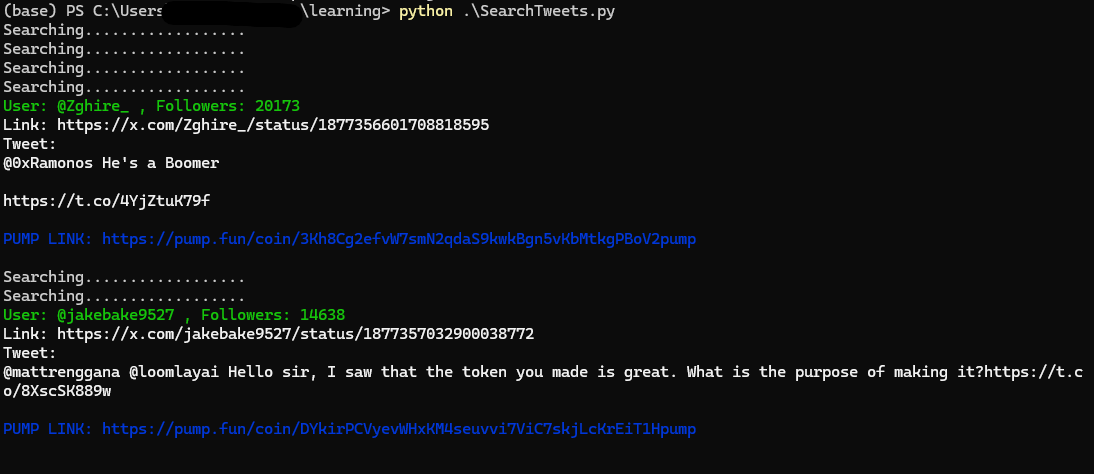 (base) PS C:\Users\learning> python .\SearchTweets.py
Searching..................
Searching..................
Searching..................
Searching..................
User: @Zghire_ , Followers: 20173
Link: https://x.com/Zghire_/status/1877356601708818595
Tweet:
@0xRamonos He's a Boomer
https://t.co/4YjZtuK79f
PUMP LINK: https://pump.fun/coin/3Kh8Cg2efvW7smN2qdaS9kwkBgn5vKbMtkgPBoV2pump
Searching..................
Searching..................
User: @jakebake9527 , Followers: 14638
Link: https://x.com/jakebake9527/status/1877357032900038772
Tweet:
@mattrenggana @loomlayai Hello sir, I saw that the token you made is great. What is the purpose of making it?https://t.c
o/8XscSK889w
PUMP LINK: https://pump.fun/coin/DYkirPCVyevWHxKM4seuvvi7ViC7skjLcKrEiT1Hpump